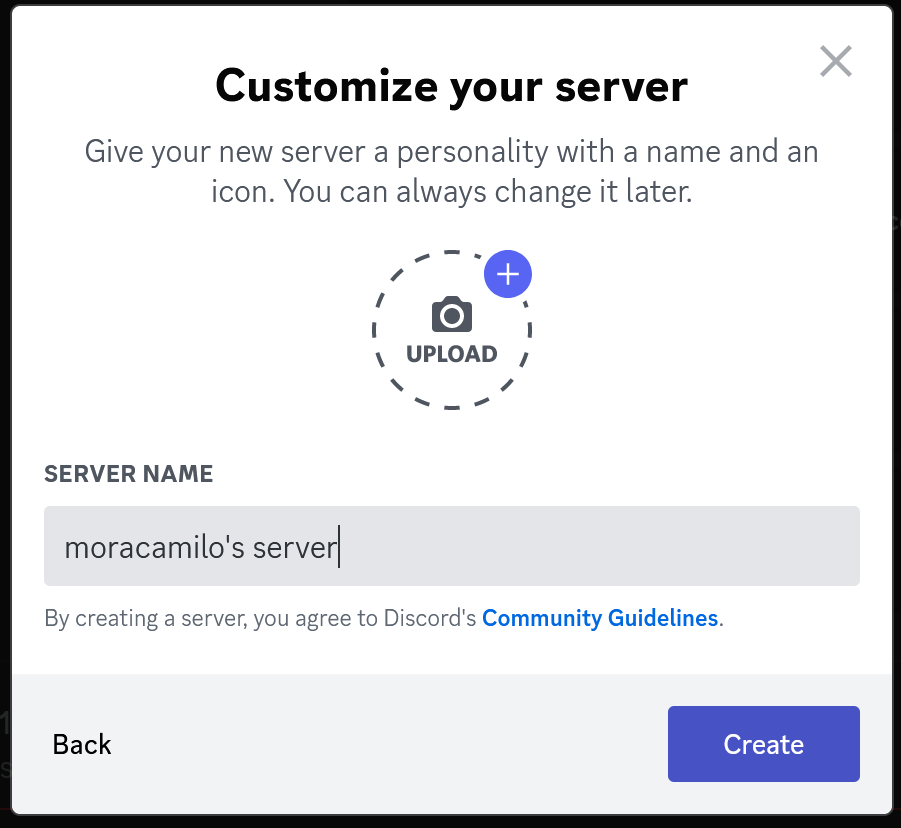 Customize your server
Give your new server a personality with a name and an
icon. You can always change it later.
UPLOAD
SERVER NAME
moracamilo's server
By creating a server, you agree to Discord's Community Guidelines.
Back
Create